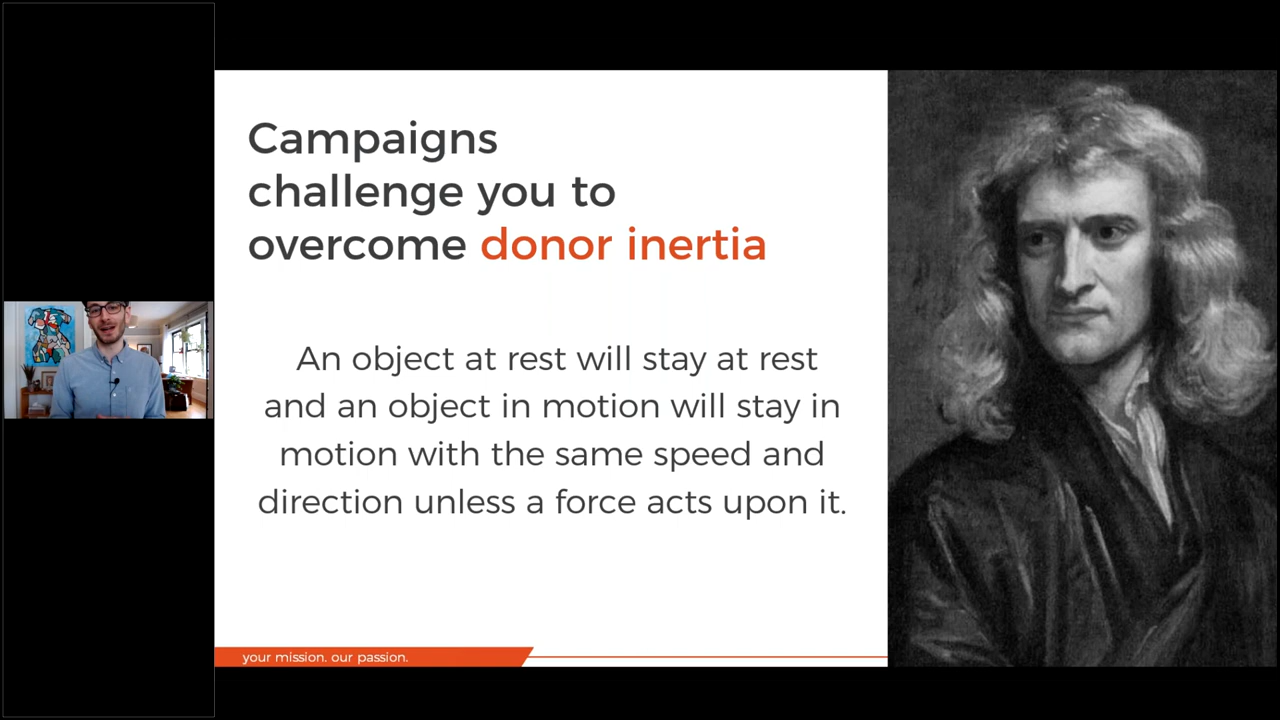 Campaigns
challenge you to
overcome donor inertia
An object at rest will stay at rest
and an object in motion will stay in
motion with the same speed and
direction unless a force acts upon it.
your mission. our passion.